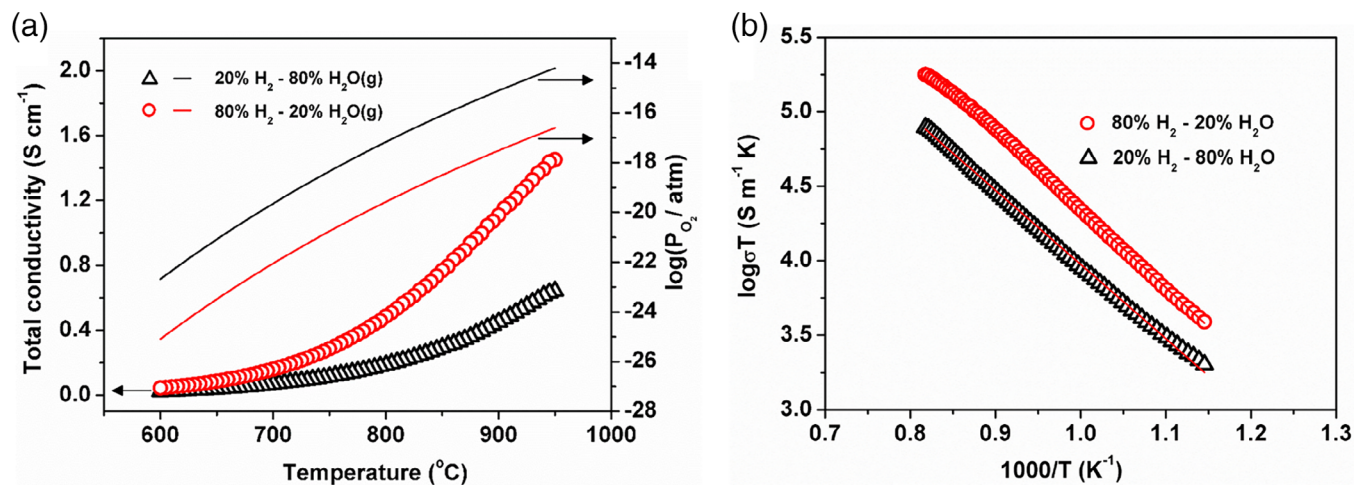 (a)
Total conductivity (S cm⁻¹)
2.0
1.6
1.2
0.8
0.4
0.0
20% H₂ - 80% H₂O(g)
80% H₂ - 20% H₂O(g)
-14
-16
-18
-20
-22
-24
-26
-28
log(P_O₂ / atm)
600 700 800 900 1000
Temperature (°C)
(b)
logσT (S m⁻¹ K)
5.5
5.0
4.5
4.0
3.5
3.0
80% H₂ - 20% H₂O
20% H₂ - 80% H₂O
0.7 0.8 0.9 1.0 1.1 1.2 1.3
1000/T (K⁻¹)